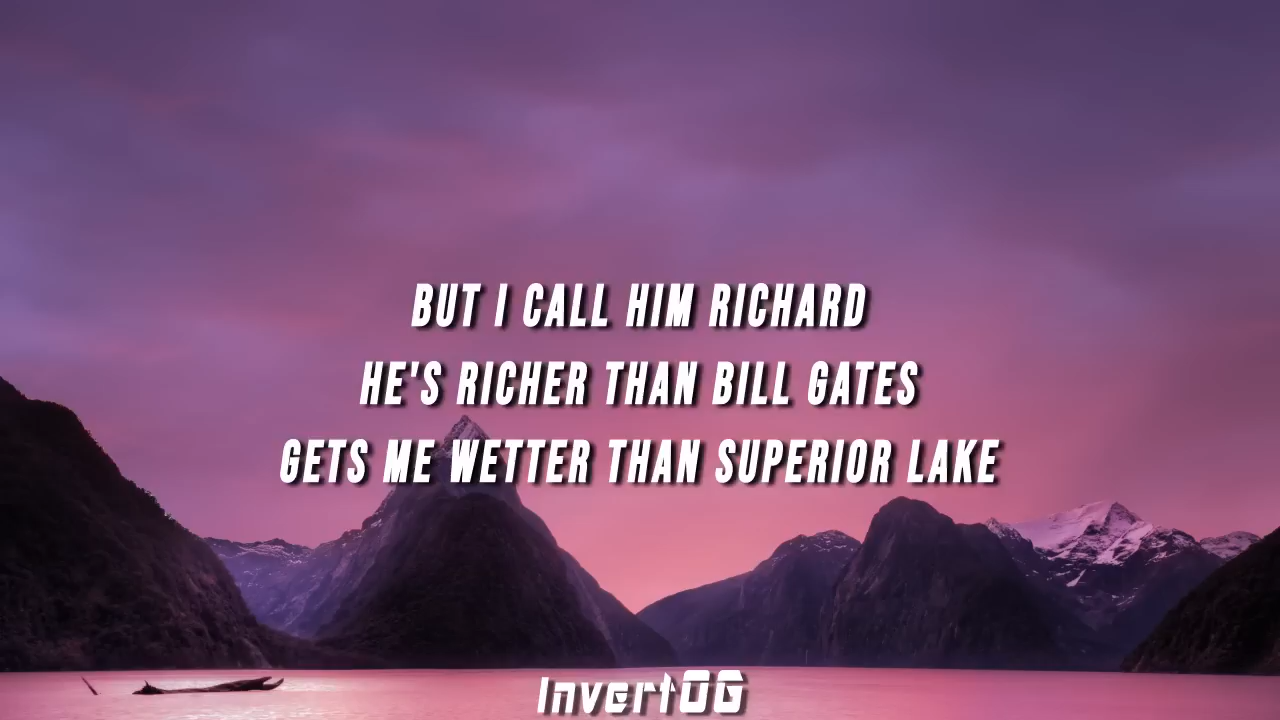 BUT I CALL HIM RICHARD
HE'S RICHER THAN BILL GATES
GETS ME WETTER THAN SUPERIOR LAKE
InvertOG